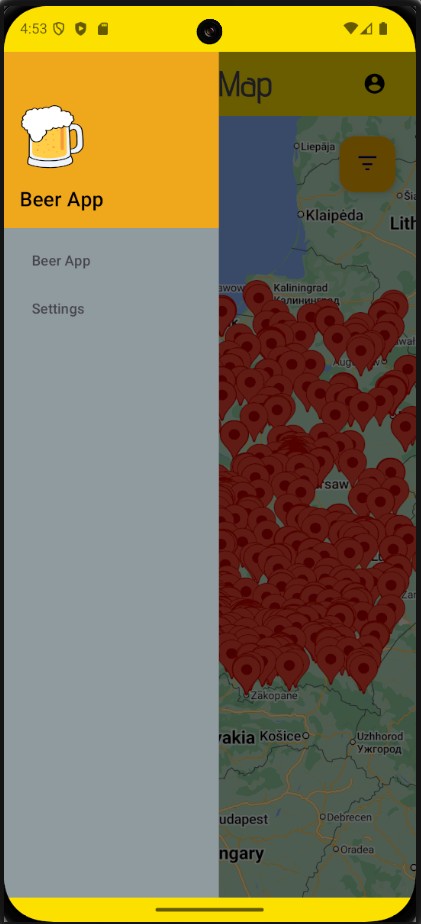 4:53
Map
Beer App
Beer App
Settings
Liepāja
Klaipėda
Lith
Kaliningrad
Калининград
Zakopane
Košice
vakia
Uzhhorod
Ужгород
Debrecen
udapest
Oradea
ngary
rsaw